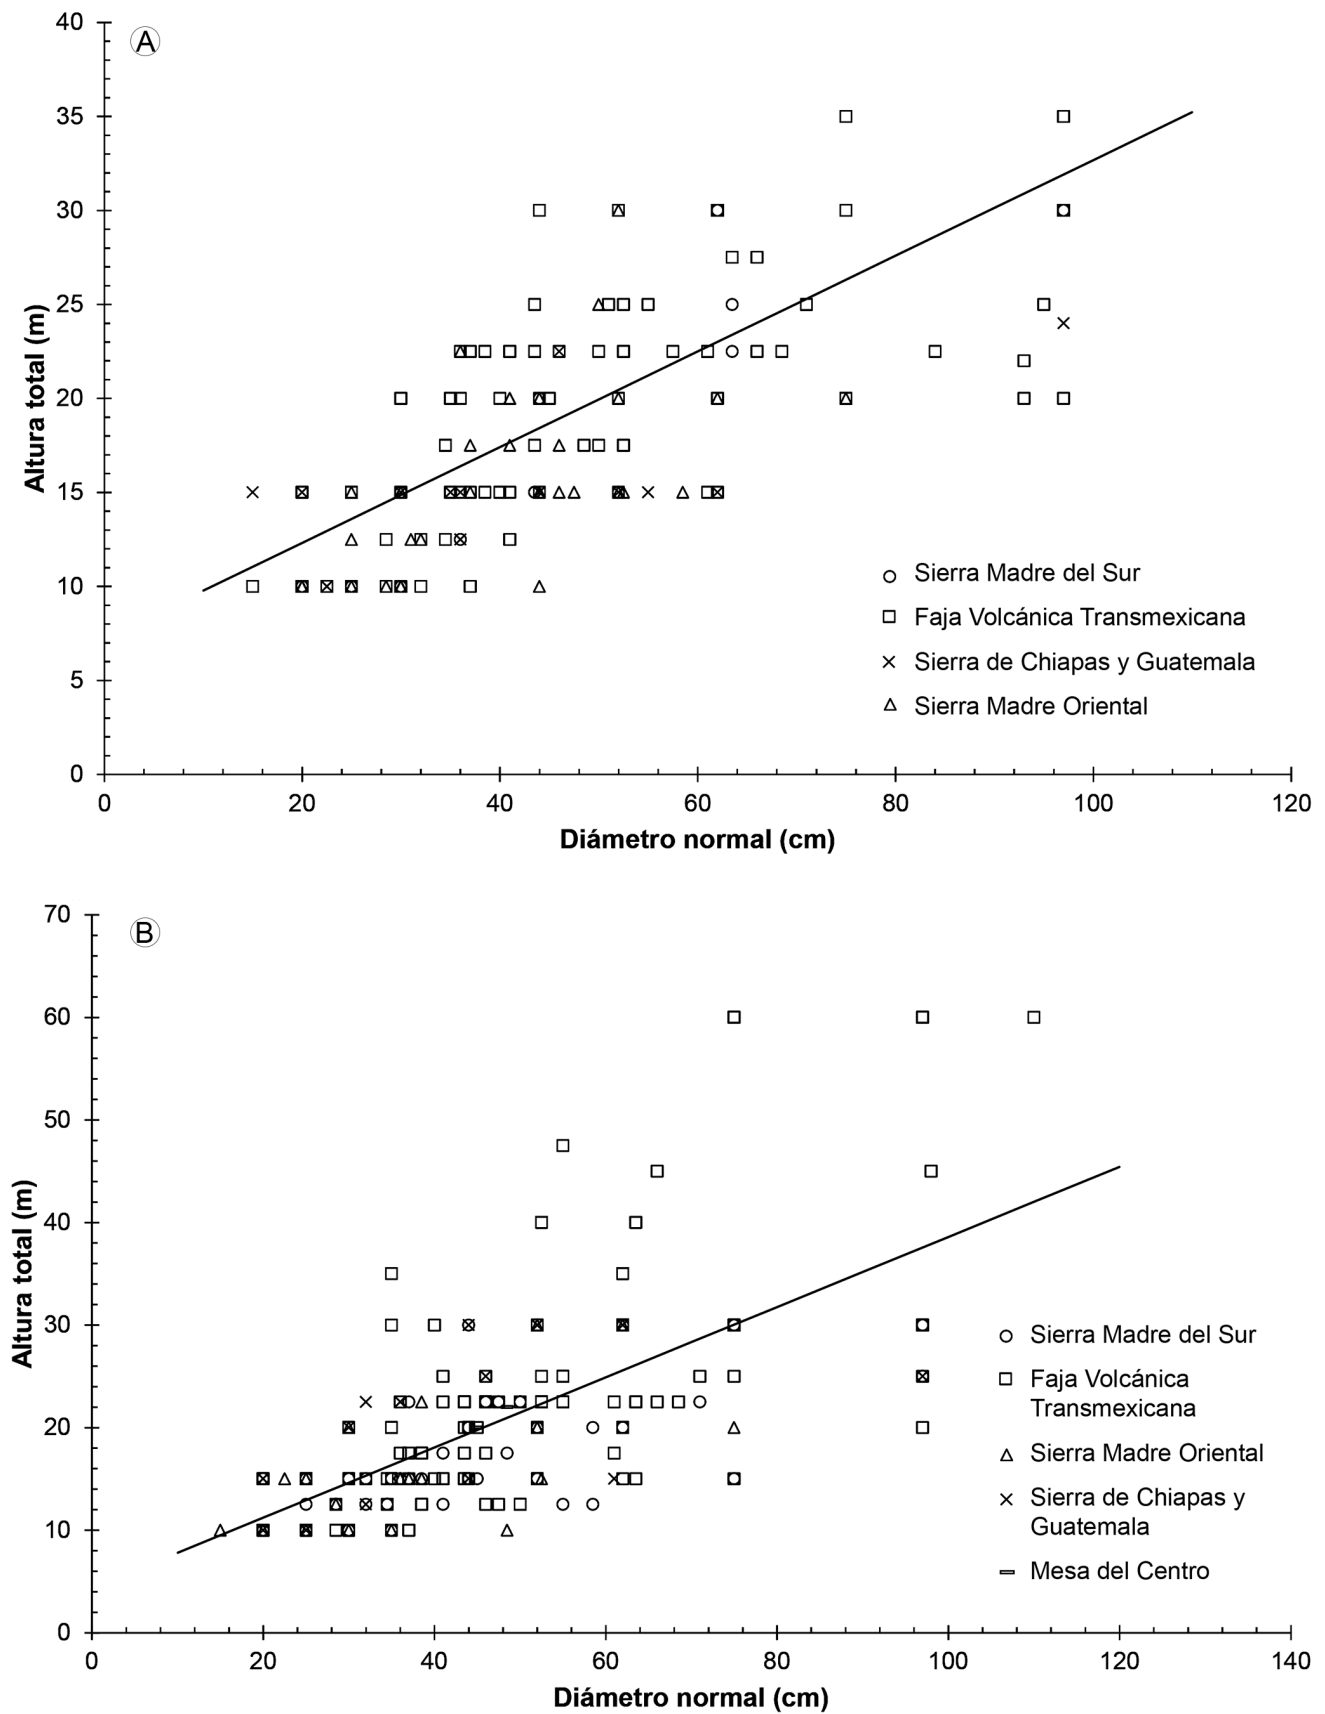 A
40
35
30
25
20
15
10
5
0
Altura total (m)
Sierra Madre del Sur
Faja Volcánica Transmexicana
Sierra de Chiapas y Guatemala
Sierra Madre Oriental
0 20 40 60 80 100 120
Diámetro normal (cm)
B
70
60
50
40
30
20
10
0
Altura total (m)
Sierra Madre del Sur
Faja Volcánica
Transmexicana
Sierra Madre Oriental
Sierra de Chiapas y
Guatemala
Mesa del Centro
0 20 40 60 80 100 120 140
Diámetro normal (cm)